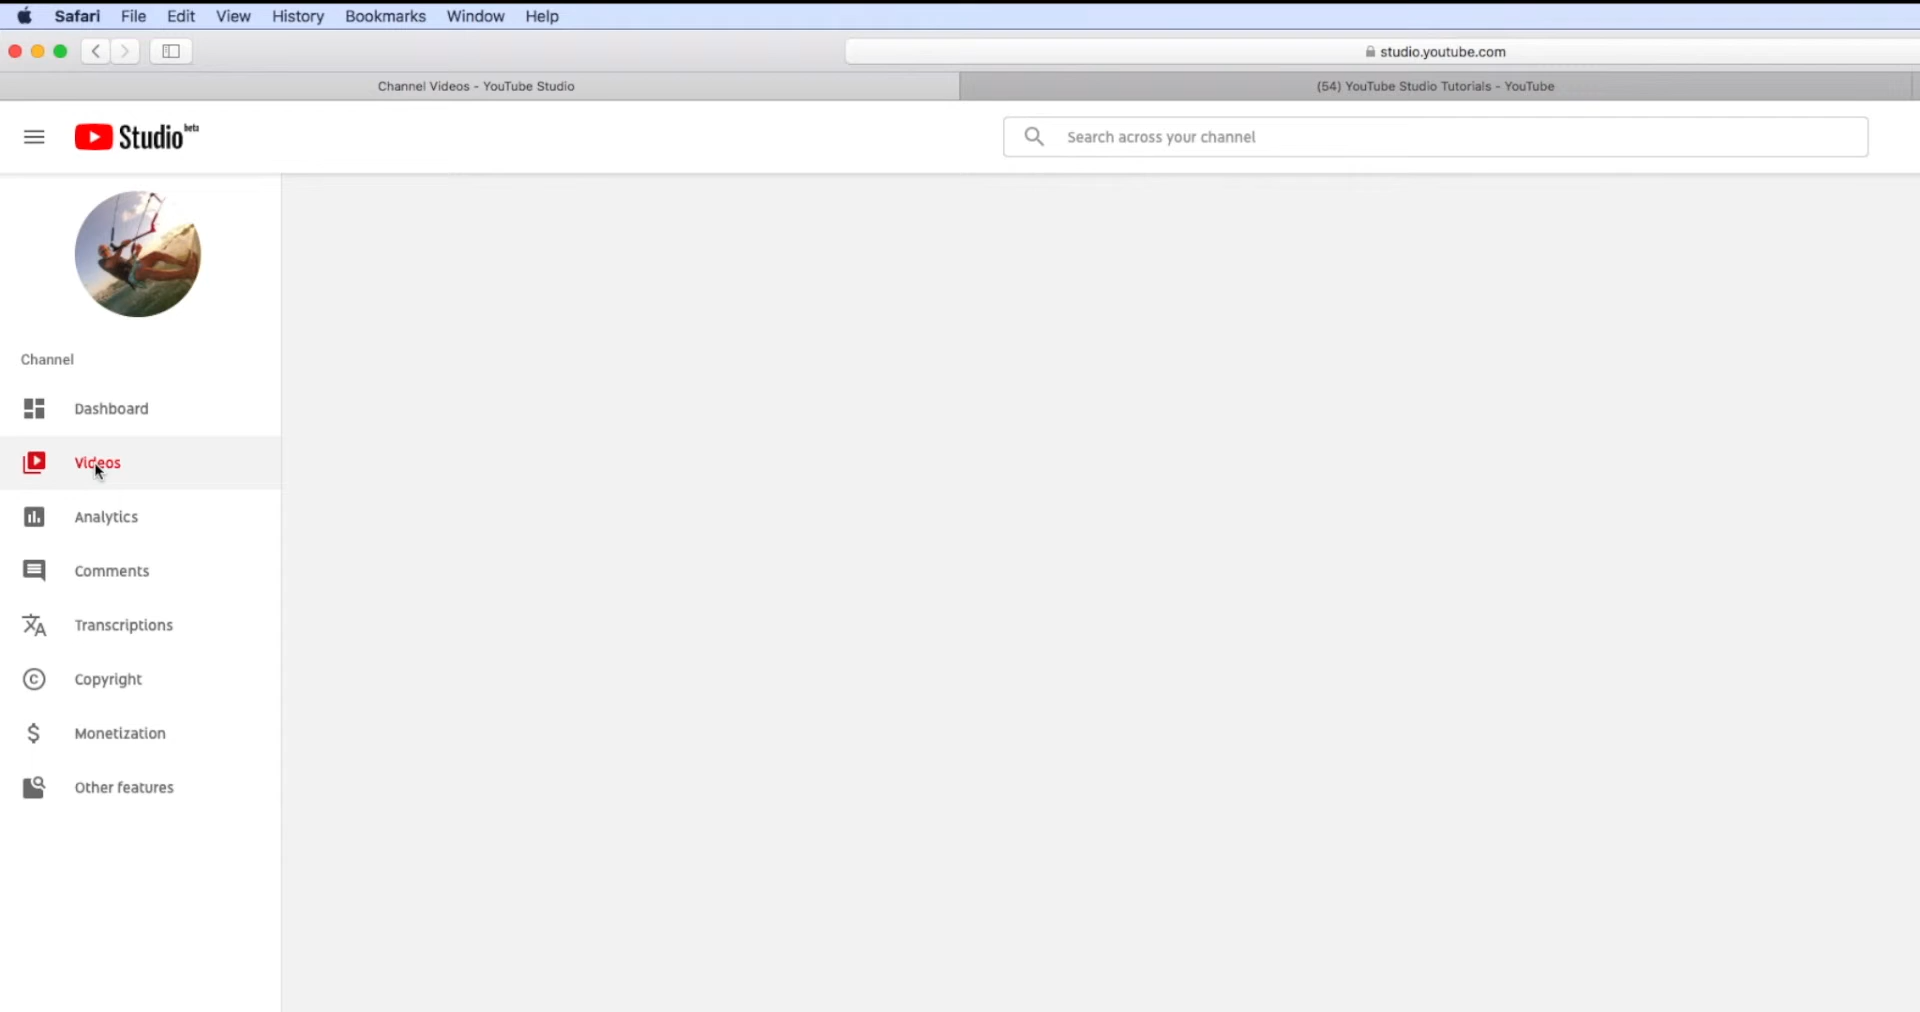 Safari File Edit View History Bookmarks Window Help
studio.youtube.com
Channel Videos - YouTube Studio
(54) YouTube Studio Tutorials - YouTube
Studio beta
Search across your channel
Channel
Dashboard
Videos
Analytics
Comments
Transcriptions
Copyright
Monetization
Other features